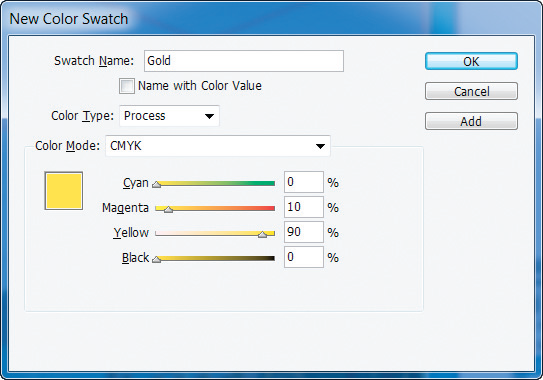 New Color Swatch
Swatch Name: Gold
OK
Name with Color Value
Cancel
Color Type: Process
Add
Color Mode: CMYK
Cyan 0 %
Magenta 10 %
Yellow 90 %
Black 0 %